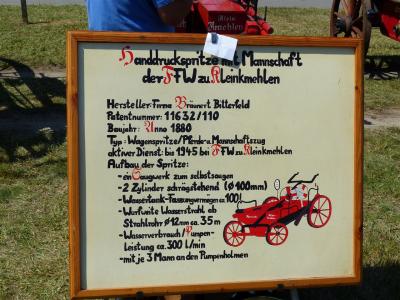 Klein
Kmehlen
Handdruckspritze mit Mannschaft
der FFW zu Kleinkmehlen
Hersteller: Firma Bräunert Bitterfeld
Patentnummer: 11632/110
Baujahr: Anno 1880
Typ: Wagenspritze/Pferde-u. Mannschaftszug
aktiver Dienst: bis 1945 bei FFW zu Kleinkmehlen
Aufbau der Spritze:
- ein Saugwerk zum selbstsaugen
- 2 Zylinder schrägstehend (Ø 100mm)
- Wassertank-Fassungsvermögen ca. 100 l
- Wurfweite Wasserstrahl ab
Strahlrohr Ø 12mm ca. 35 m
- Wasserverbrauch/Pumpen-
Leistung ca. 300 l/min
- mit je 3 Mann an den Pumpenholmen